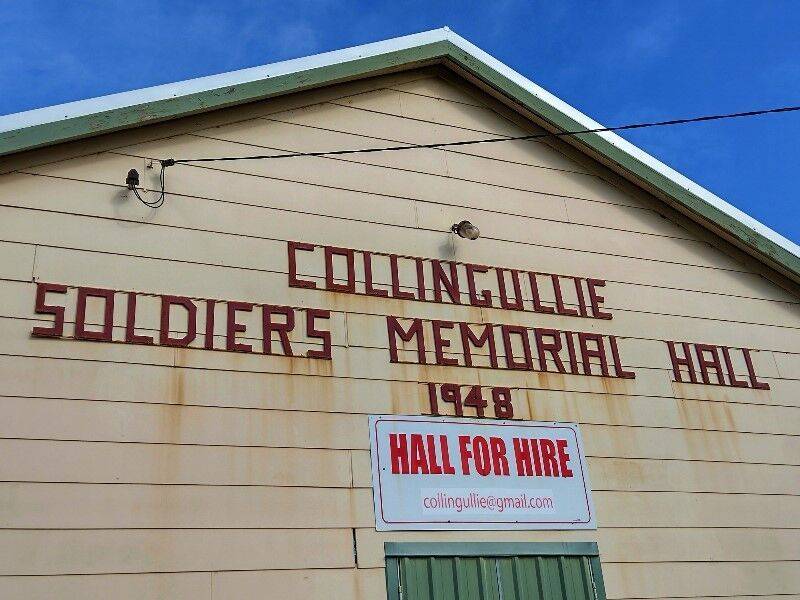 COLLINGULLIE
SOLDIERS MEMORIAL HALL
1948
HALL FOR HIRE
collingullie@gmail.com